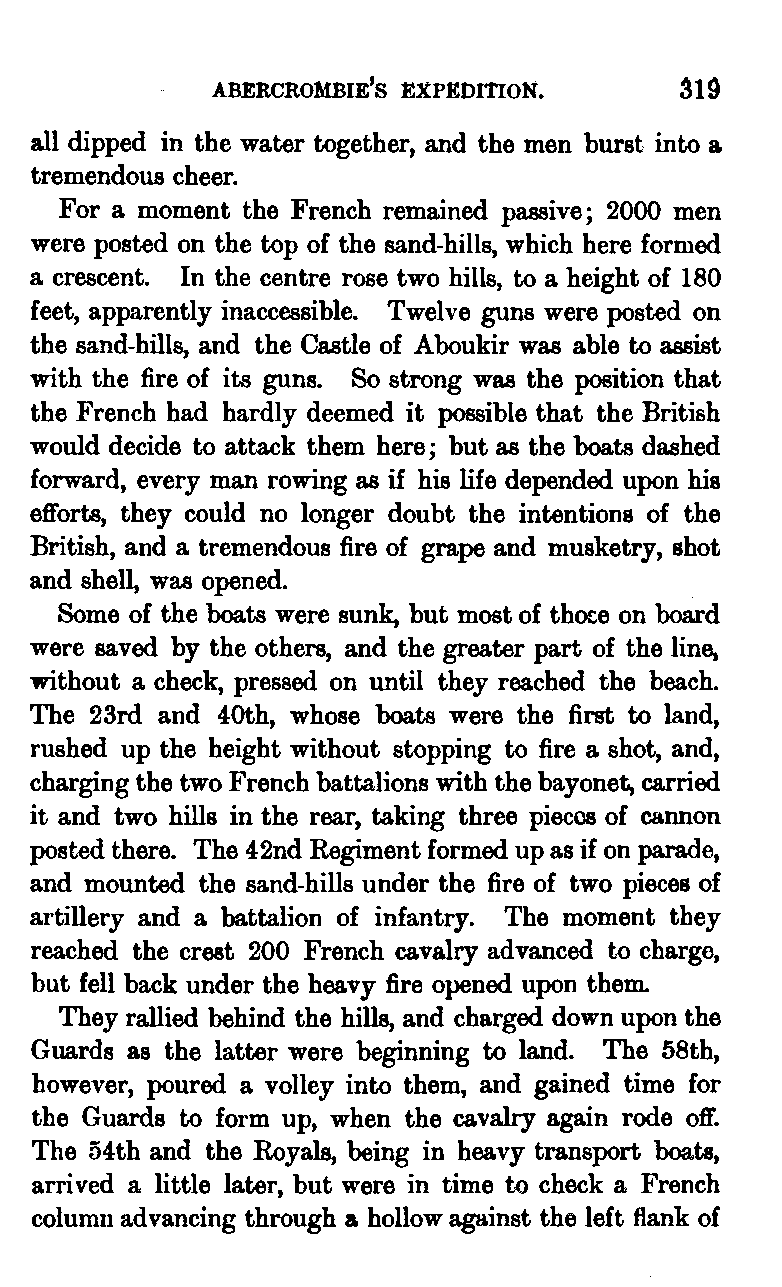 ABERCROMBIE'S EXPEDITION. 319
all dipped in the water together, and the men burst into a
tremendous cheer.
For a moment the French remained passive; 2000 men
were posted on the top of the sand-hills, which here formed
a crescent. In the centre rose two hills, to a height of 180
feet, apparently inaccessible. Twelve guns were posted on
the sand-hills, and the Castle of Aboukir was able to assist
with the fire of its guns. So strong was the position that
the French had hardly deemed it possible that the British
would decide to attack them here; but as the boats dashed
forward, every man rowing as if his life depended upon his
efforts, they could no longer doubt the intentions of the
British, and a tremendous fire of grape and musketry, shot
and shell, was opened.
Some of the boats were sunk, but most of those on board
were saved by the others, and the greater part of the line,
without a check, pressed on until they reached the beach.
The 23rd and 40th, whose boats were the first to land,
rushed up the height without stopping to fire a shot, and,
charging the two French battalions with the bayonet, carried
it and two hills in the rear, taking three pieces of cannon
posted there. The 42nd Regiment formed up as if on parade,
and mounted the sand-hills under the fire of two pieces of
artillery and a battalion of infantry. The moment they
reached the crest 200 French cavalry advanced to charge,
but fell back under the heavy fire opened upon them.
They rallied behind the hills, and charged down upon the
Guards as the latter were beginning to land. The 58th,
however, poured a volley into them, and gained time for
the Guards to form up, when the cavalry again rode off.
The 54th and the Royals, being in heavy transport boats,
arrived a little later, but were in time to check a French
column advancing through a hollow against the left flank of